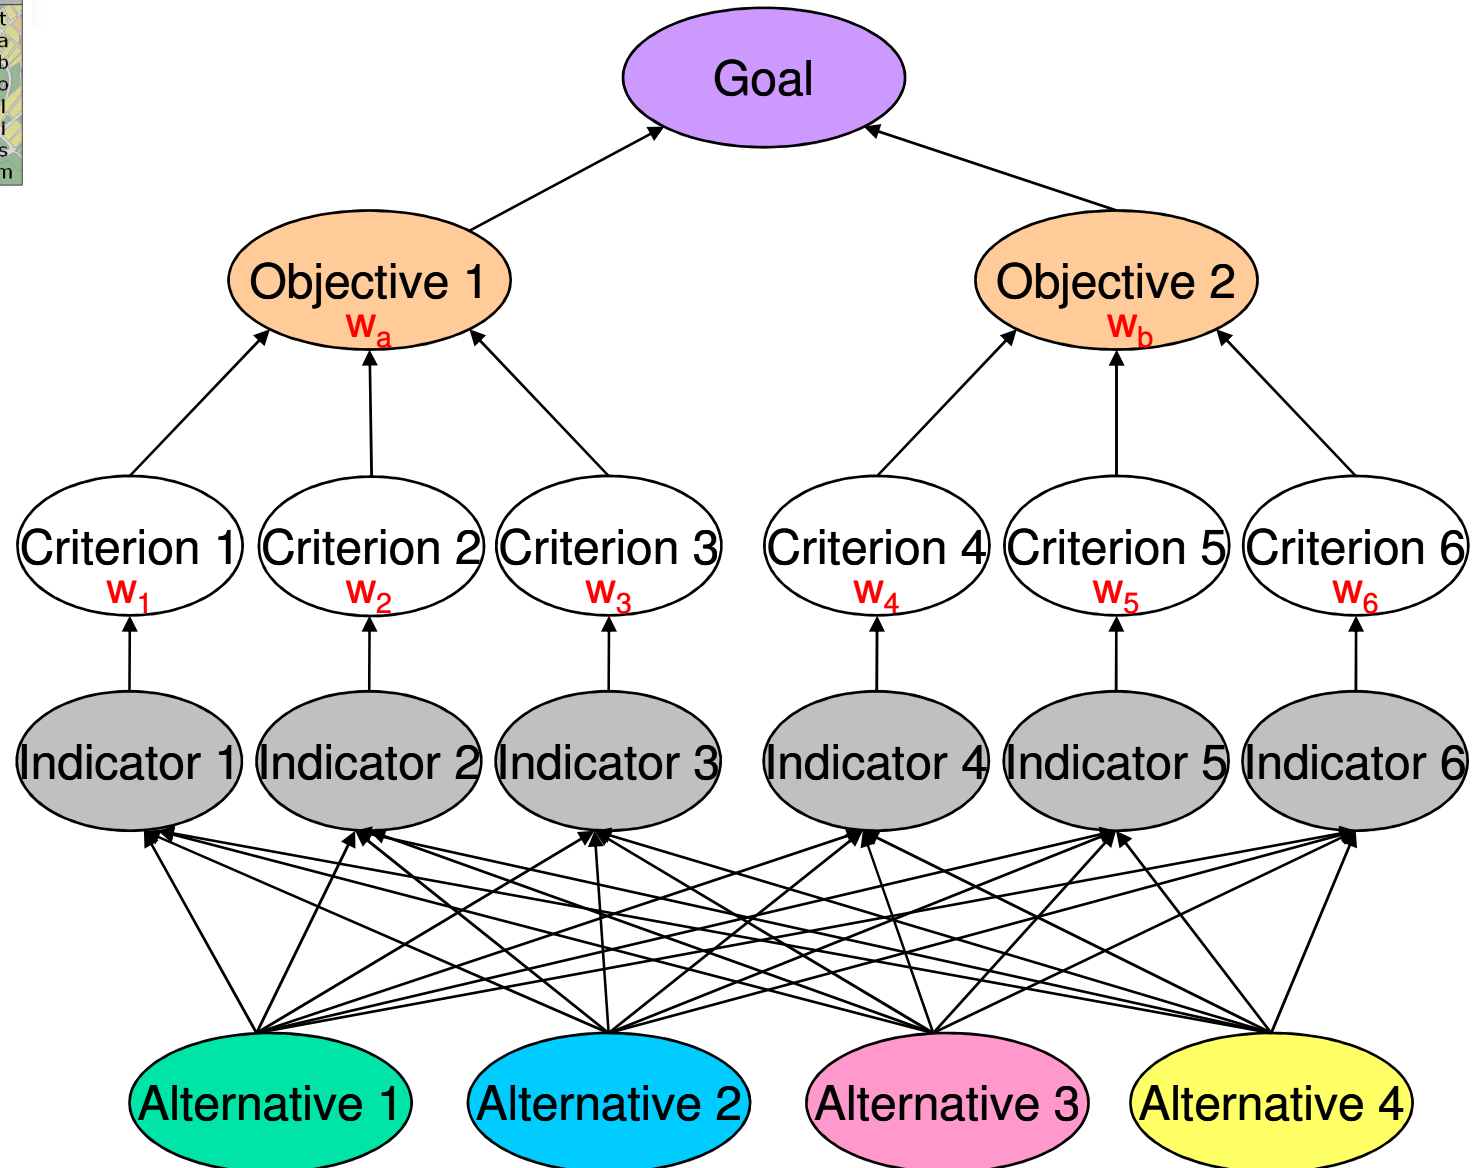 t
a
b
o
l
i
s
m
Goal
Objective 1
wa
Objective 2
wb
Criterion 1
w1
Criterion 2
w2
Criterion 3
w3
Criterion 4
w4
Criterion 5
w5
Criterion 6
w6
Indicator 1
Indicator 2
Indicator 3
Indicator 4
Indicator 5
Indicator 6
Alternative 1
Alternative 2
Alternative 3
Alternative 4